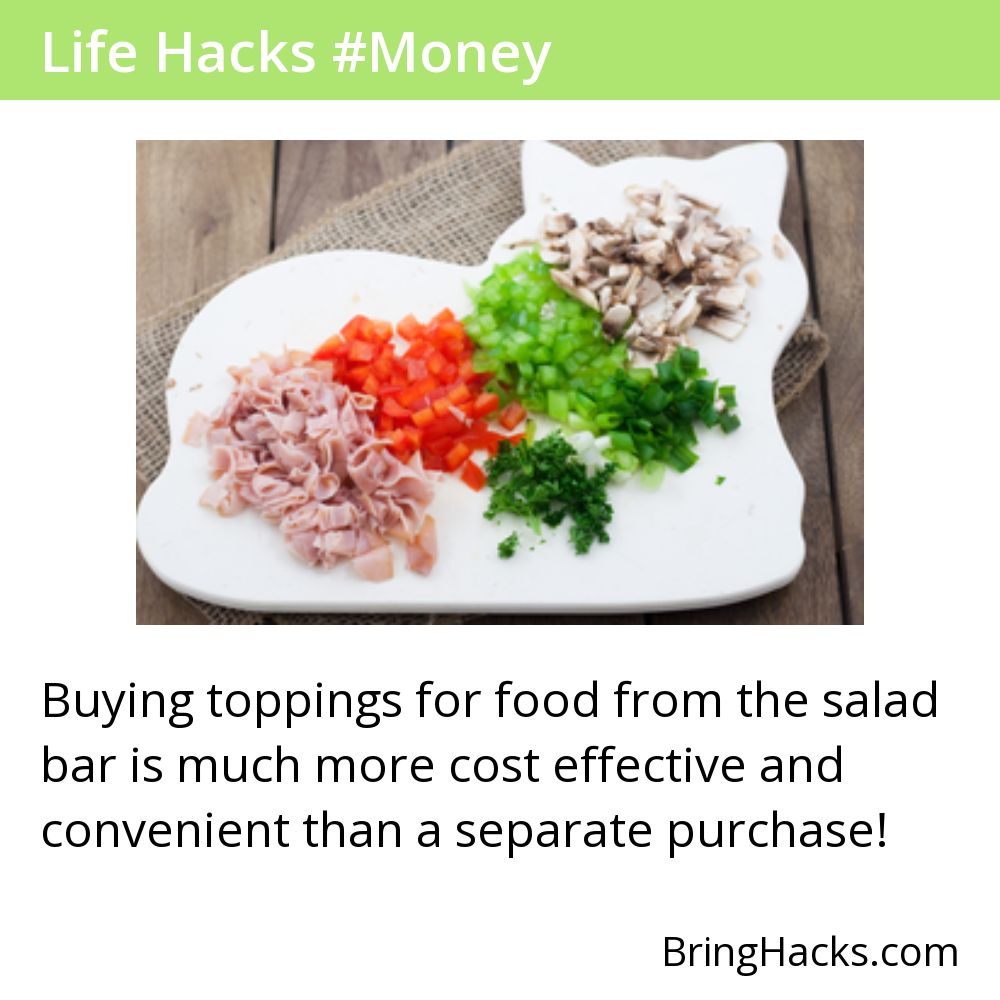 Life Hacks #Money
Buying toppings for food from the salad
bar is much more cost effective and
convenient than a separate purchase!
BringHacks.com